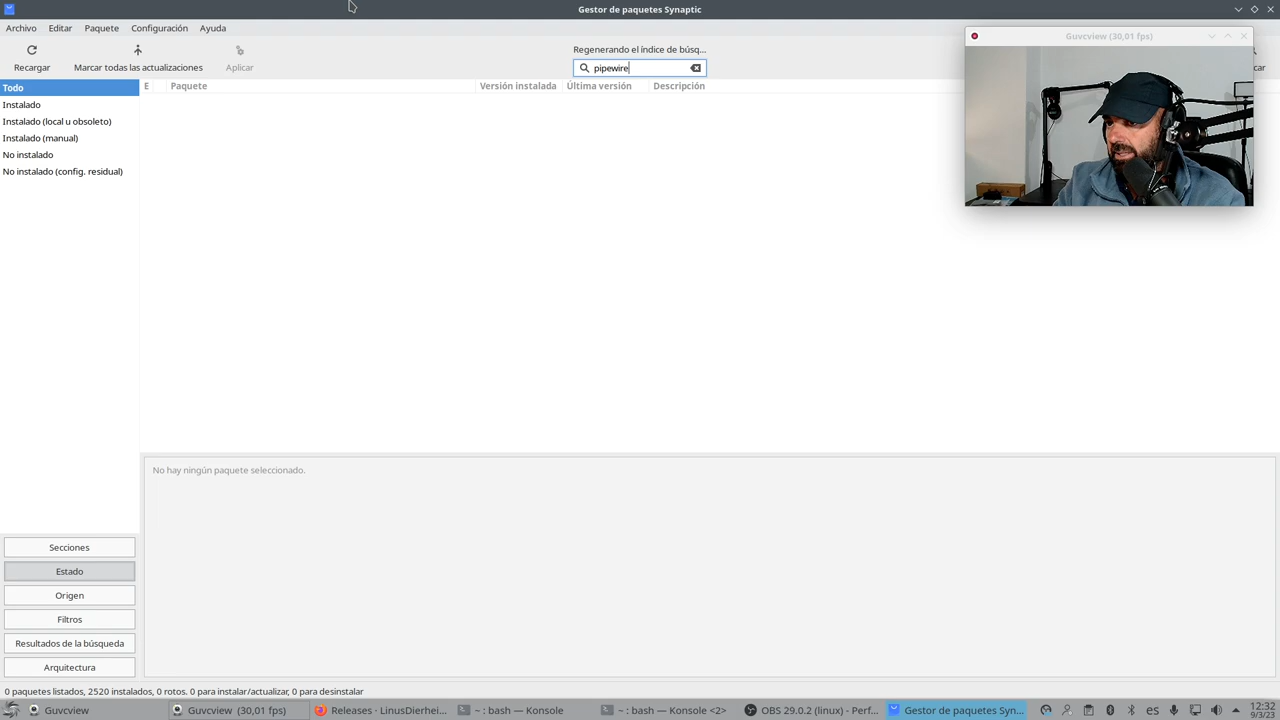 Gestor de paquetes Synaptic
Archivo Editar Paquete Configuración Ayuda
Guvcview (30,01 fps)
Regenerando el índice de búsq...
Recargar Marcar todas las actualizaciones Aplicar
pipewire
car
Todo
E Paquete Versión instalada Última versión Descripción
Instalado
Instalado (local u obsoleto)
Instalado (manual)
No instalado
No instalado (config. residual)
No hay ningún paquete seleccionado.
Secciones
Estado
Origen
Filtros
Resultados de la búsqueda
Arquitectura
0 paquetes listados, 2520 instalados, 0 rotos. 0 para instalar/actualizar, 0 para desinstalar
Guvcview
Guvcview (30,01 fps)
Releases · LinusDierhei...
~ : bash — Konsole
~ : bash — Konsole <2>
OBS 29.0.2 (linux) - Perf...
Gestor de paquetes Syn...
es
12:32
9/3/23